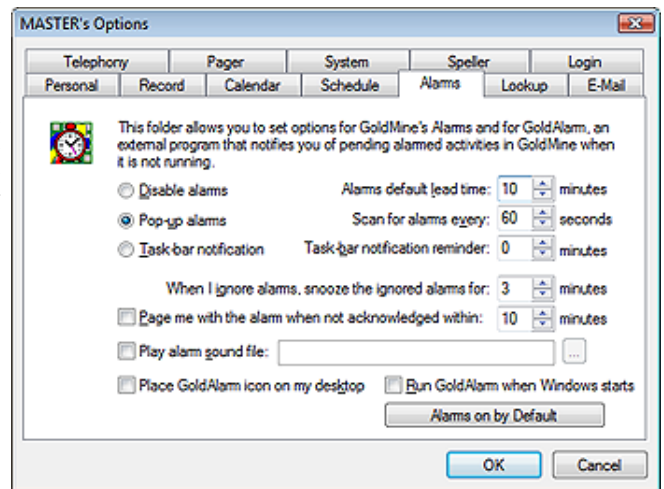 MASTER's Options
Telephony Pager System Speller Login
Personal Record Calendar Schedule Alarms Lookup E-Mail
This folder allows you to set options for GoldMine's Alarms and for GoldAlarm, an
external program that notifies you of pending alarmed activities in GoldMine when
it is not running.
Disable alarms Alarms default lead time: 10 minutes
Pop-up alarms Scan for alarms every: 60 seconds
Task-bar notification Task-bar notification reminder: 0 minutes
When I ignore alarms, snooze the ignored alarms for: 3 minutes
Page me with the alarm when not acknowledged within: 10 minutes
Play alarm sound file: ...
Place GoldAlarm icon on my desktop Run GoldAlarm when Windows starts
Alarms on by Default
OK Cancel